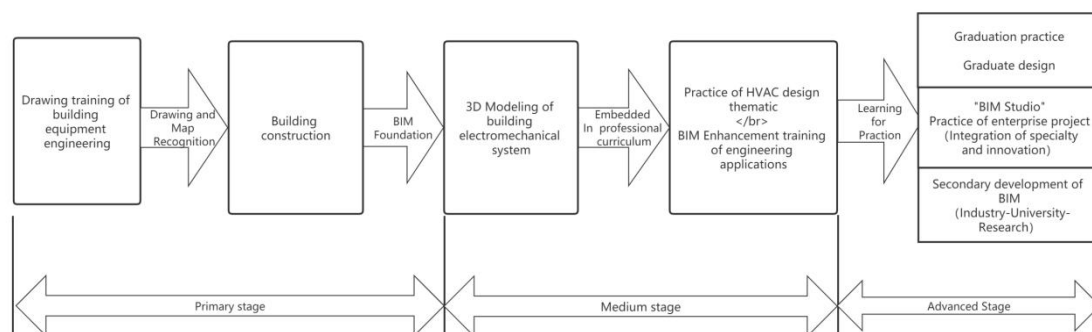 Drawing training of
building
equipment
engineering
Drawing and
Map
Recognition
Building
construction
BIM
Foundation
3D Modeling of
building
electromechanical
system
Embedded
In professional
curriculum
Practice of HVAC design
thematic
</br>
BIM Enhancement training
of engineering
applications
Learning
for
Praction
Graduation practice
Graduate design
"BIM Studio"
Practice of enterprise project
(Integration of specialty
and innovation)
Secondary development of
BIM
(Industry-University-
Research)
Primary stage
Medium stage
Advanced Stage